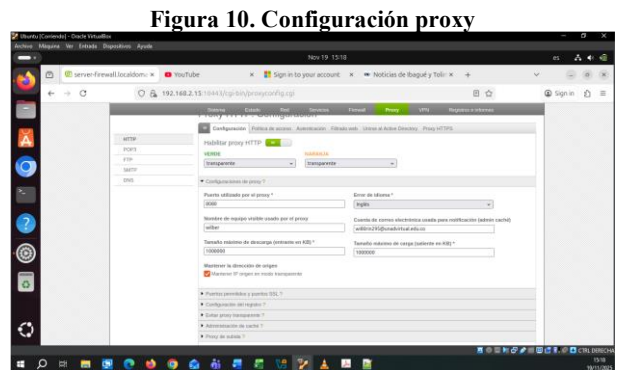 Figura 10. Configuración proxy
Ubuntu [Corriendo] - Oracle VirtualBox
Archivo Máquina Ver Entrada Dispositivos Ayuda
Nov 19 15:18
es
server-firewall.localdom
YouTube
Sign in to your account
Noticias de Ibagué y Tolim
192.168.2.15:10443/cgi-bin/proxyconfig.cgi
Sign in
Sistema Estado Red Servicios Firewall Proxy VPN Registros e informes
Configuración Política de acceso Autenticación Filtrado web Unirse al Active Directory Proxy HTTPS
HTTP
POP3
FTP
SMTP
DNS
Habilitar proxy HTTP
VERDE NARANJA
transparente transparente
Configuraciones de proxy ?
Puerto utilizado por el proxy * Error de Idioma *
8080 Inglés
Nombre de equipo visible usado por el proxy Cuenta de correo electrónico usada para notificación (admin caché)
Tamaño máximo de descarga (entrante en KB) * Tamaño máximo de carga (saliente en KB) *
1000000 1000000
Mantener la dirección de origen
Mantener IP origen en modo transparente
Puertos permitidos y puertos SSL ?
Configuración del registro ?
Evitar proxy transparente ?
Administración de caché ?
Proxy de subida ?
CTRL DERECHA
15:18
19/11/2025